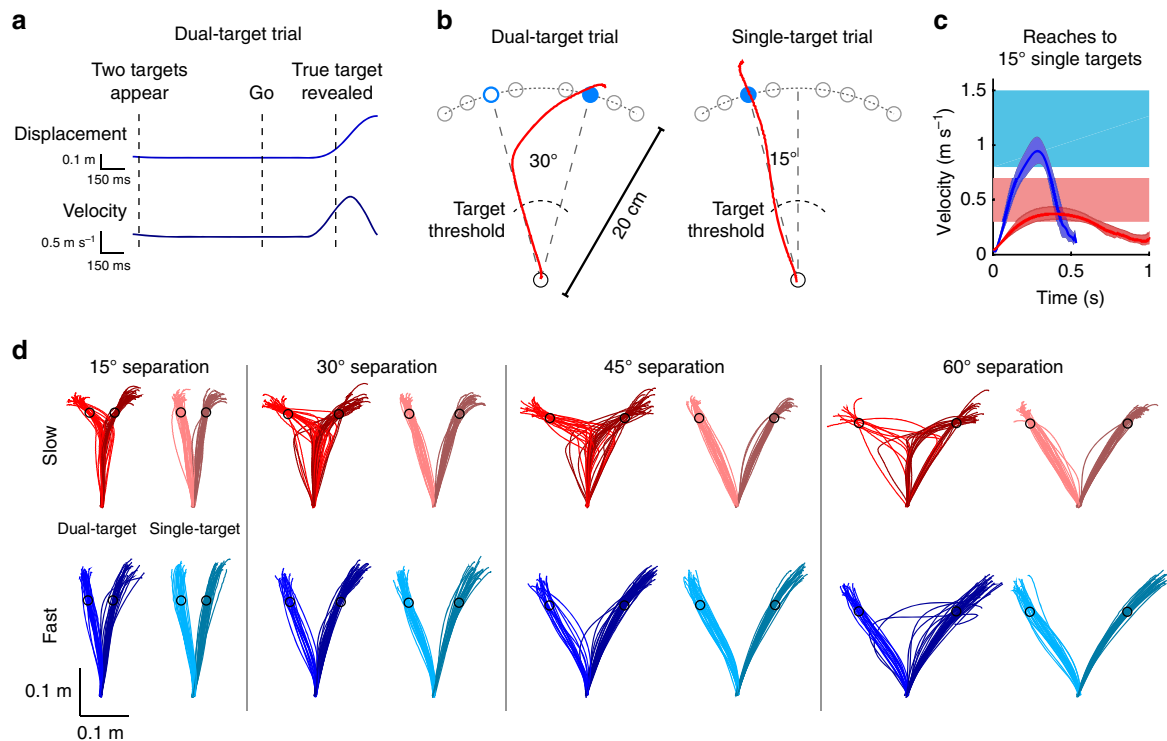 a
Dual-target trial
Two targets
appear
Go
True target
revealed
Displacement
0.1 m
150 ms
Velocity
0.5 m s−1
150 ms
b
Dual-target trial
30°
Target
threshold
20 cm
Single-target trial
15°
Target
threshold
c
Reaches to
15° single targets
Velocity (m s−1)
1.5
1
0.5
0
0
0.5
1
Time (s)
d
15° separation
30° separation
45° separation
60° separation
Slow
Dual-target
Single-target
Fast
0.1 m
0.1 m